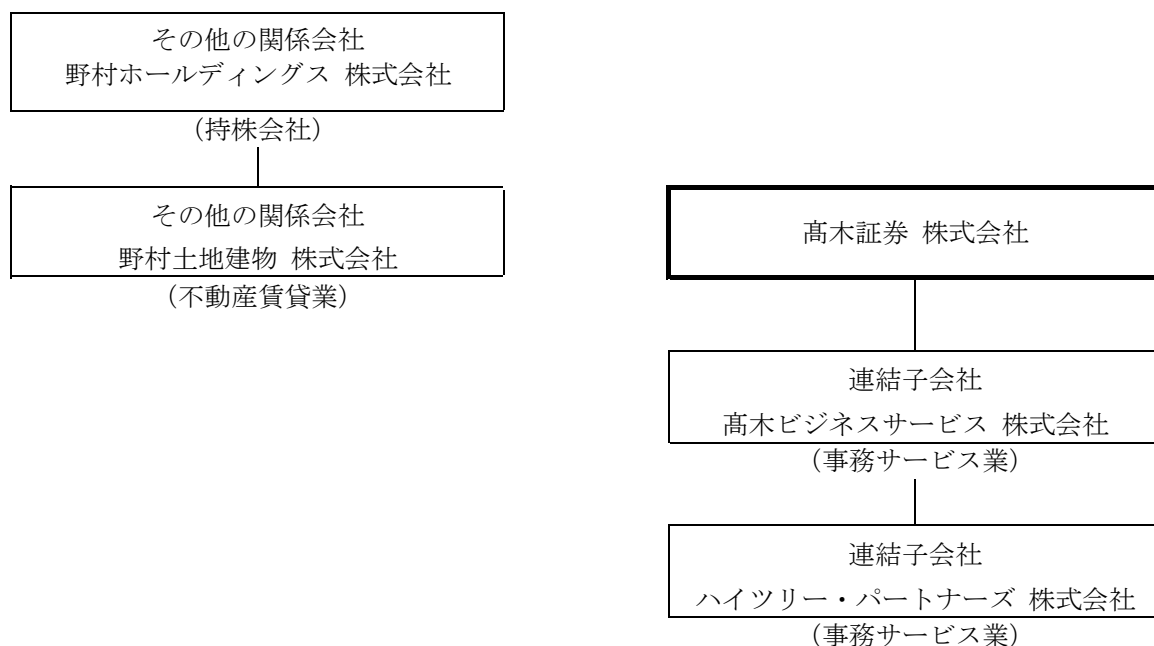 その他の関係会社
野村ホールディングス 株式会社
（持株会社）
その他の関係会社
野村土地建物 株式会社
（不動産賃貸業）
髙木証券 株式会社
連結子会社
髙木ビジネスサービス 株式会社
（事務サービス業）
連結子会社
ハイツリー・パートナーズ 株式会社
（事務サービス業）